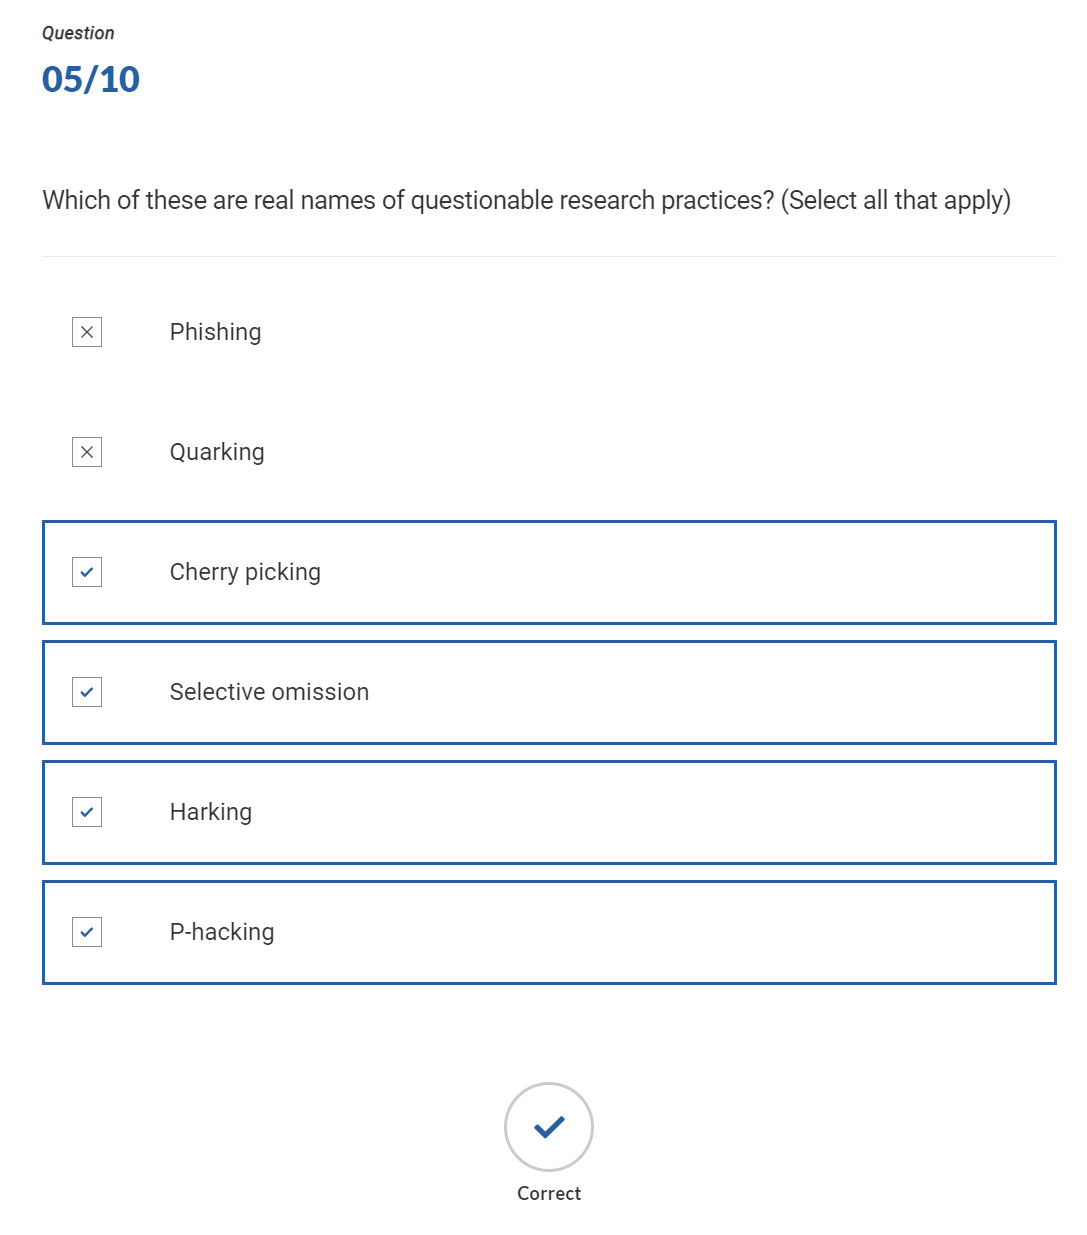 Question
05/10
Which of these are real names of questionable research practices? (Select all that apply)
Phishing
Quarking
Cherry picking
Selective omission
Harking
P-hacking
Correct